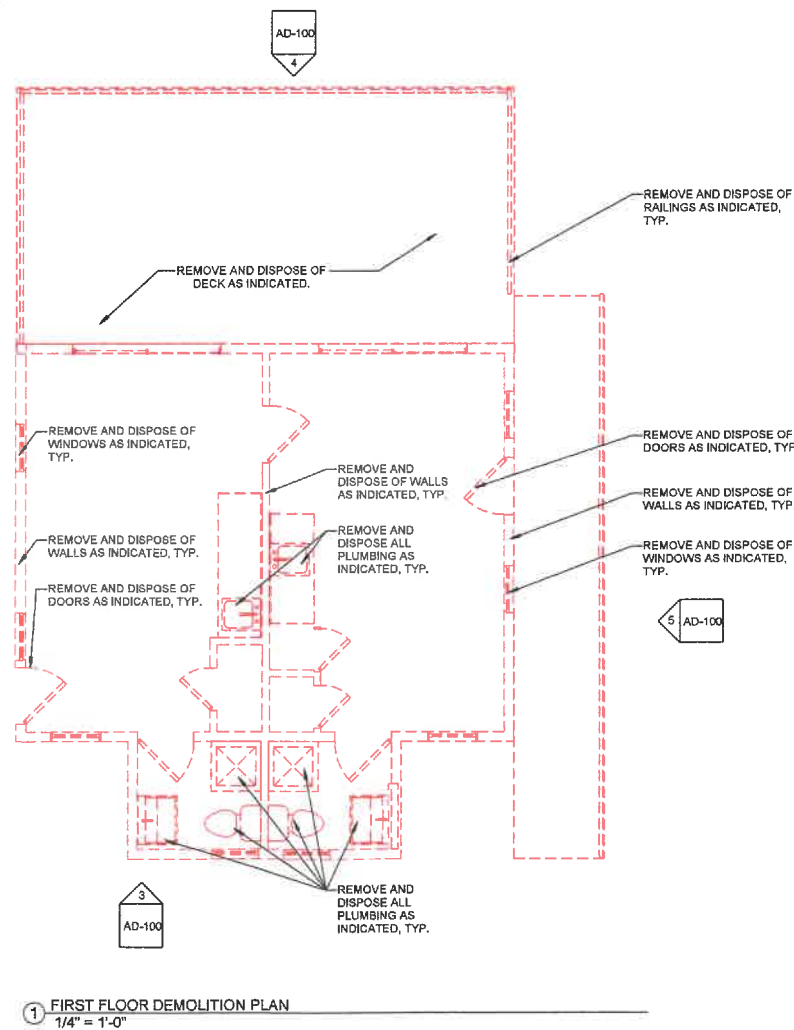 AD-100
4
REMOVE AND DISPOSE OF
RAILINGS AS INDICATED,
TYP.
REMOVE AND DISPOSE OF
DECK AS INDICATED.
REMOVE AND DISPOSE OF
WINDOWS AS INDICATED,
TYP.
REMOVE AND DISPOSE OF
DOORS AS INDICATED, TYP
REMOVE AND
DISPOSE OF WALLS
AS INDICATED, TYP.
REMOVE AND DISPOSE OF
WALLS AS INDICATED, TYP
REMOVE AND
DISPOSE ALL
PLUMBING AS
INDICATED, TYP.
REMOVE AND DISPOSE OF
WALLS AS INDICATED, TYP.
REMOVE AND DISPOSE OF
WINDOWS AS INDICATED,
TYP.
REMOVE AND DISPOSE OF
DOORS AS INDICATED, TYP.
5 AD-100
3
AD-100
REMOVE AND
DISPOSE ALL
PLUMBING AS
INDICATED, TYP.
1 FIRST FLOOR DEMOLITION PLAN
1/4" = 1'-0"